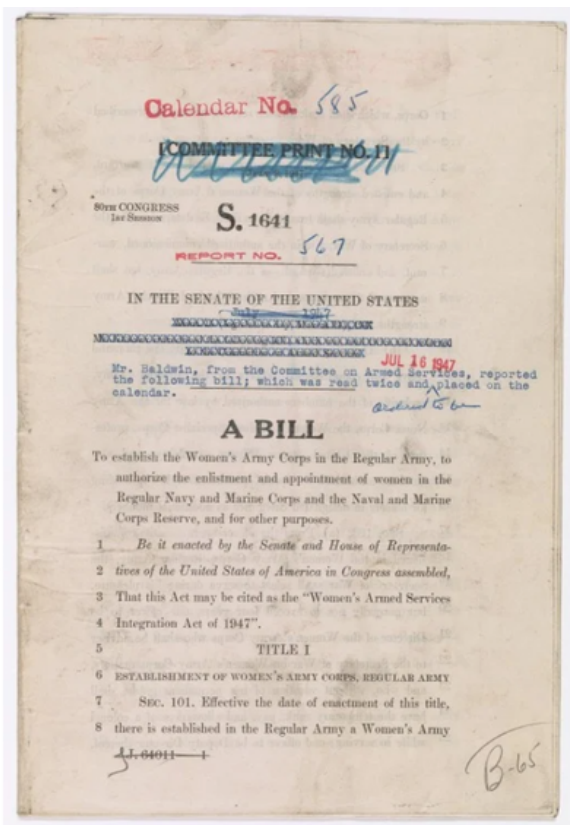 Calendar No. 585
[COMMITTEE PRINT NO. 1]
80TH CONGRESS
1ST SESSION
S. 1641
REPORT NO. 567
IN THE SENATE OF THE UNITED STATES
July 1947
JUL 16 1947
Mr. Baldwin, from the Committee on Armed Services, reported
the following bill; which was read twice and placed on the
calendar.
ordered to be
A BILL
To establish the Women's Army Corps in the Regular Army, to
authorize the enlistment and appointment of women in the
Regular Navy and Marine Corps and the Naval and Marine
Corps Reserve, and for other purposes.
1 Be it enacted by the Senate and House of Representa-
2 tives of the United States of America in Congress assembled,
3 That this Act may be cited as the "Women's Armed Services
4 Integration Act of 1947".
5 TITLE I
6 ESTABLISHMENT OF WOMEN'S ARMY CORPS, REGULAR ARMY
7 SEC. 101. Effective the date of enactment of this title,
8 there is established in the Regular Army a Women's Army
J. 64011—1
B-65